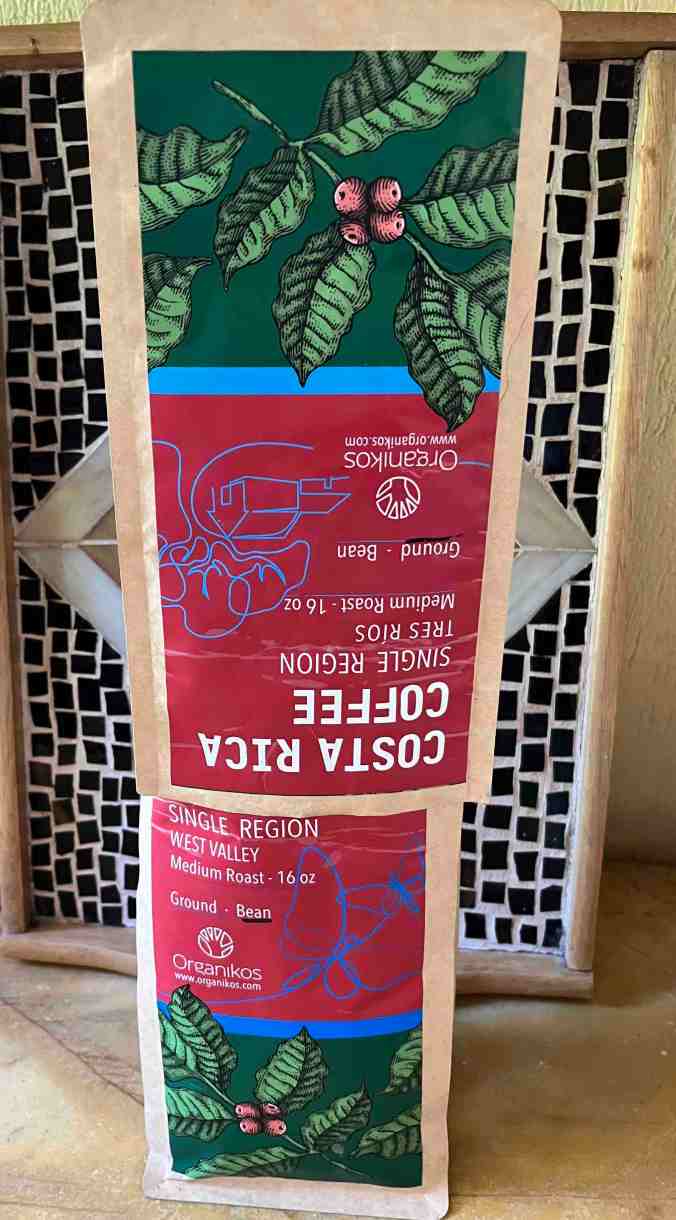 COSTA RICA
COFFEE
SINGLE REGION
TRES RÍOS
Medium Roast - 16 oz
Ground - Bean
Organikos
www.organikos.com
SINGLE REGION
WEST VALLEY
Medium Roast - 16 oz
Ground · Bean
Organikos
www.organikos.com